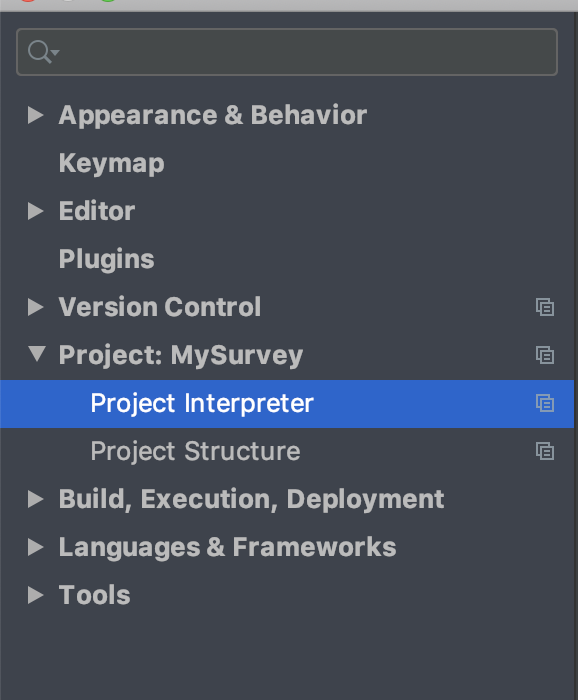 Appearance & Behavior
Keymap
Editor
Plugins
Version Control
Project: MySurvey
Project Interpreter
Project Structure
Build, Execution, Deployment
Languages & Frameworks
Tools